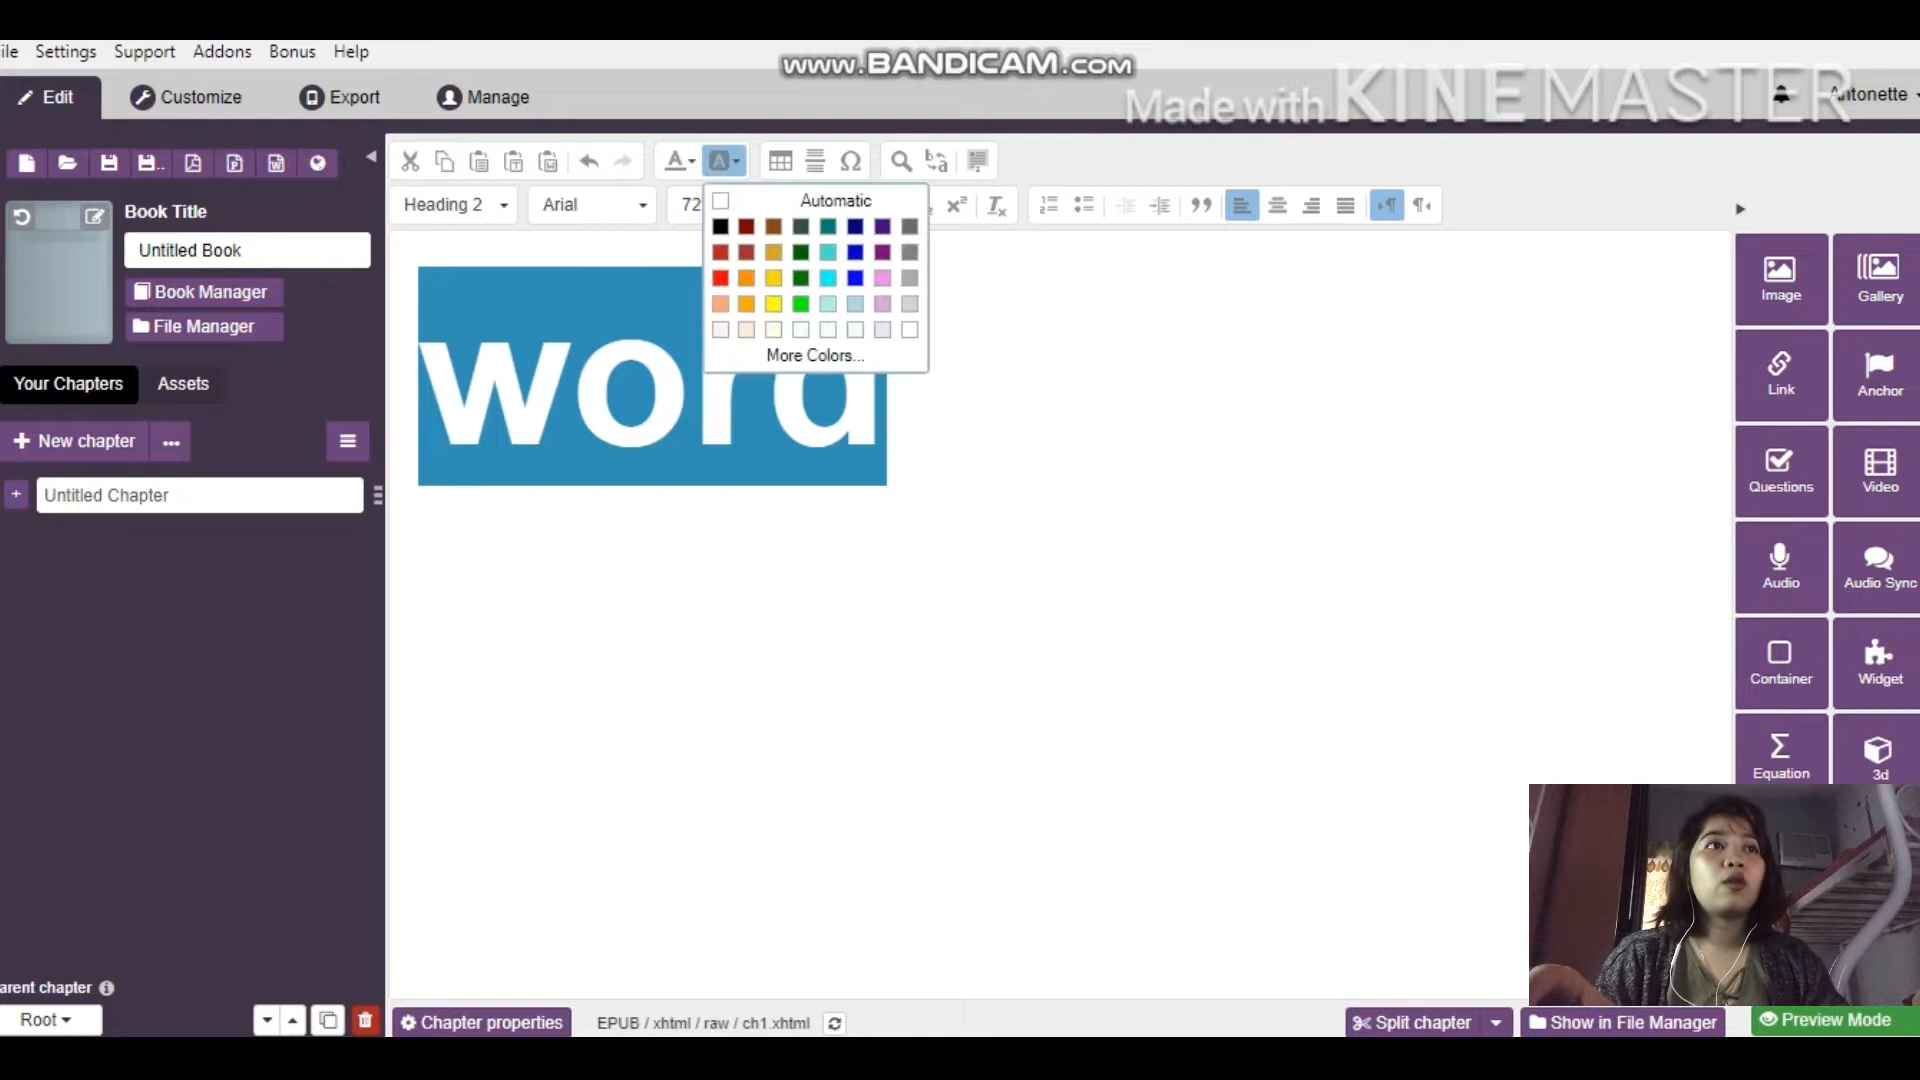 ile Settings Support Addons Bonus Help
www.BANDICAM.com
Made with KINEMASTER
Edit Customize Export Manage
Antonette
Book Title
Untitled Book
Book Manager
File Manager
Your Chapters Assets
New chapter ...
Untitled Chapter
Heading 2 Arial 72
Automatic
More Colors...
word
Image Gallery
Link Anchor
Questions Video
Audio Audio Sync
Container Widget
Equation 3d
arent chapter
Root
Chapter properties EPUB / xhtml / raw / ch1.xhtml Split chapter Show in File Manager Preview Mode